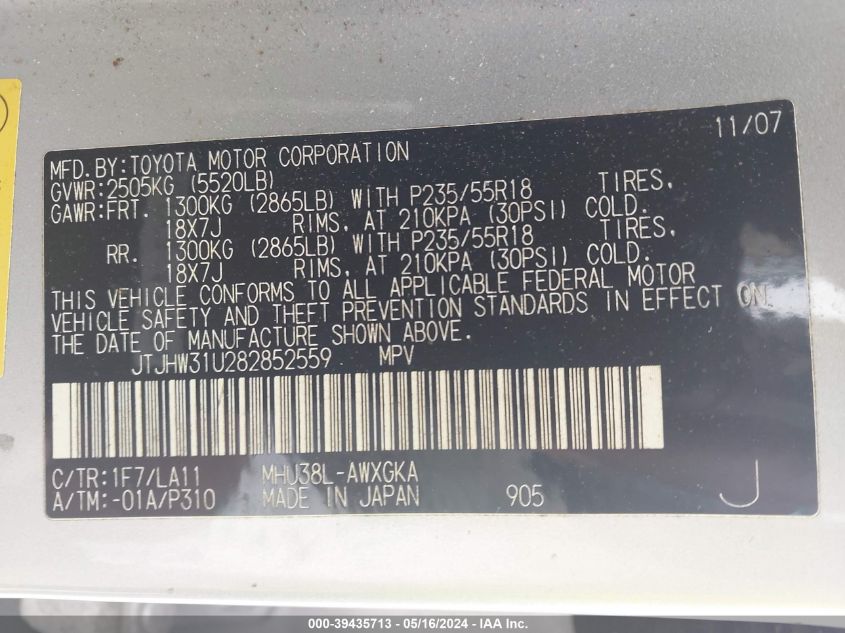 11/07
MFD.BY:TOYOTA MOTOR CORPORATION
GVWR:2505KG (5520LB)
GAWR:FRT. 1300KG (2865LB) WITH P235/55R18 TIRES,
18X7J RIMS, AT 210KPA (30PSI) COLD.
RR. 1300KG (2865LB) WITH P235/55R18 TIRES,
18X7J RIMS, AT 210KPA (30PSI) COLD.
THIS VEHICLE CONFORMS TO ALL APPLICABLE FEDERAL MOTOR
VEHICLE SAFETY AND THEFT PREVENTION STANDARDS IN EFFECT ON
THE DATE OF MANUFACTURE SHOWN ABOVE.
JTJHW31U282852559 MPV
C/TR:1F7/LA11 MHU38L-AWXGKA
A/TM:-01A/P310 MADE IN JAPAN 905 J
000-39435713 - 05/16/2024 - © IAA Inc.